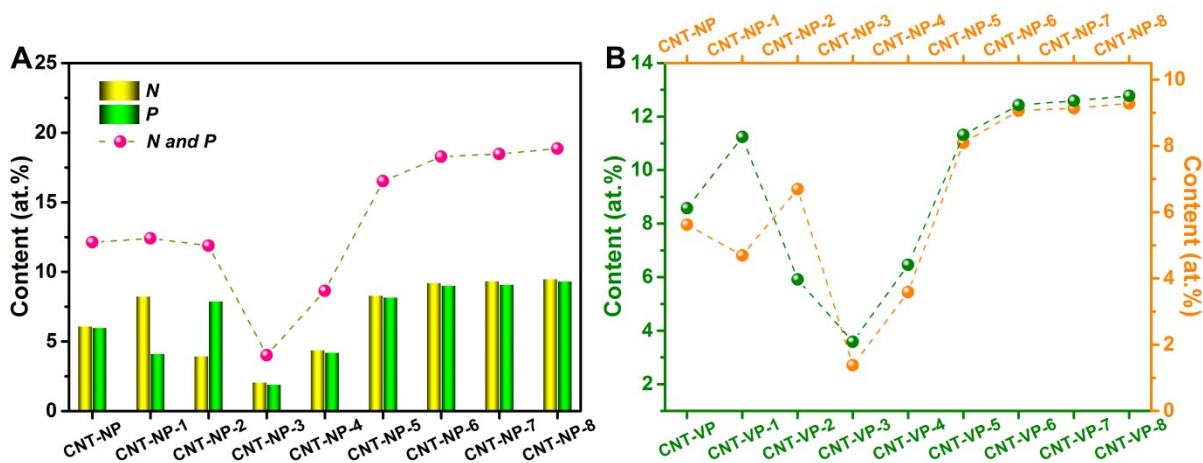 A
Content (at.%)
25
20
15
10
5
0
N
P
N and P
CNT-NP
CNT-NP-1
CNT-NP-2
CNT-NP-3
CNT-NP-4
CNT-NP-5
CNT-NP-6
CNT-NP-7
CNT-NP-8
B
CNT-NP
CNT-NP-1
CNT-NP-2
CNT-NP-3
CNT-NP-4
CNT-NP-5
CNT-NP-6
CNT-NP-7
CNT-NP-8
Content (at.%)
14
12
10
8
6
4
2
10
8
6
4
2
0
Content (at.%)
CNT-VP
CNT-VP-1
CNT-VP-2
CNT-VP-3
CNT-VP-4
CNT-VP-5
CNT-VP-6
CNT-VP-7
CNT-VP-8